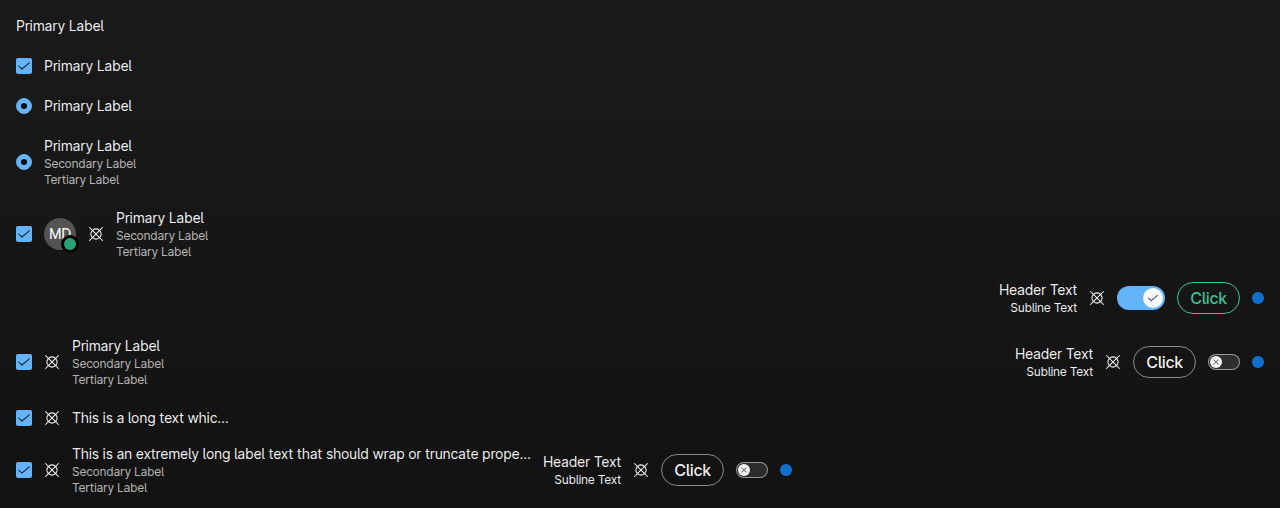 Primary Label
Primary Label
Primary Label
Primary Label
Secondary Label
Tertiary Label
MD
Primary Label
Secondary Label
Tertiary Label
Header Text
Subline Text
Click
Primary Label
Secondary Label
Tertiary Label
Header Text
Subline Text
Click
This is a long text whic...
This is an extremely long label text that should wrap or truncate prope...
Secondary Label
Tertiary Label
Header Text
Subline Text
Click